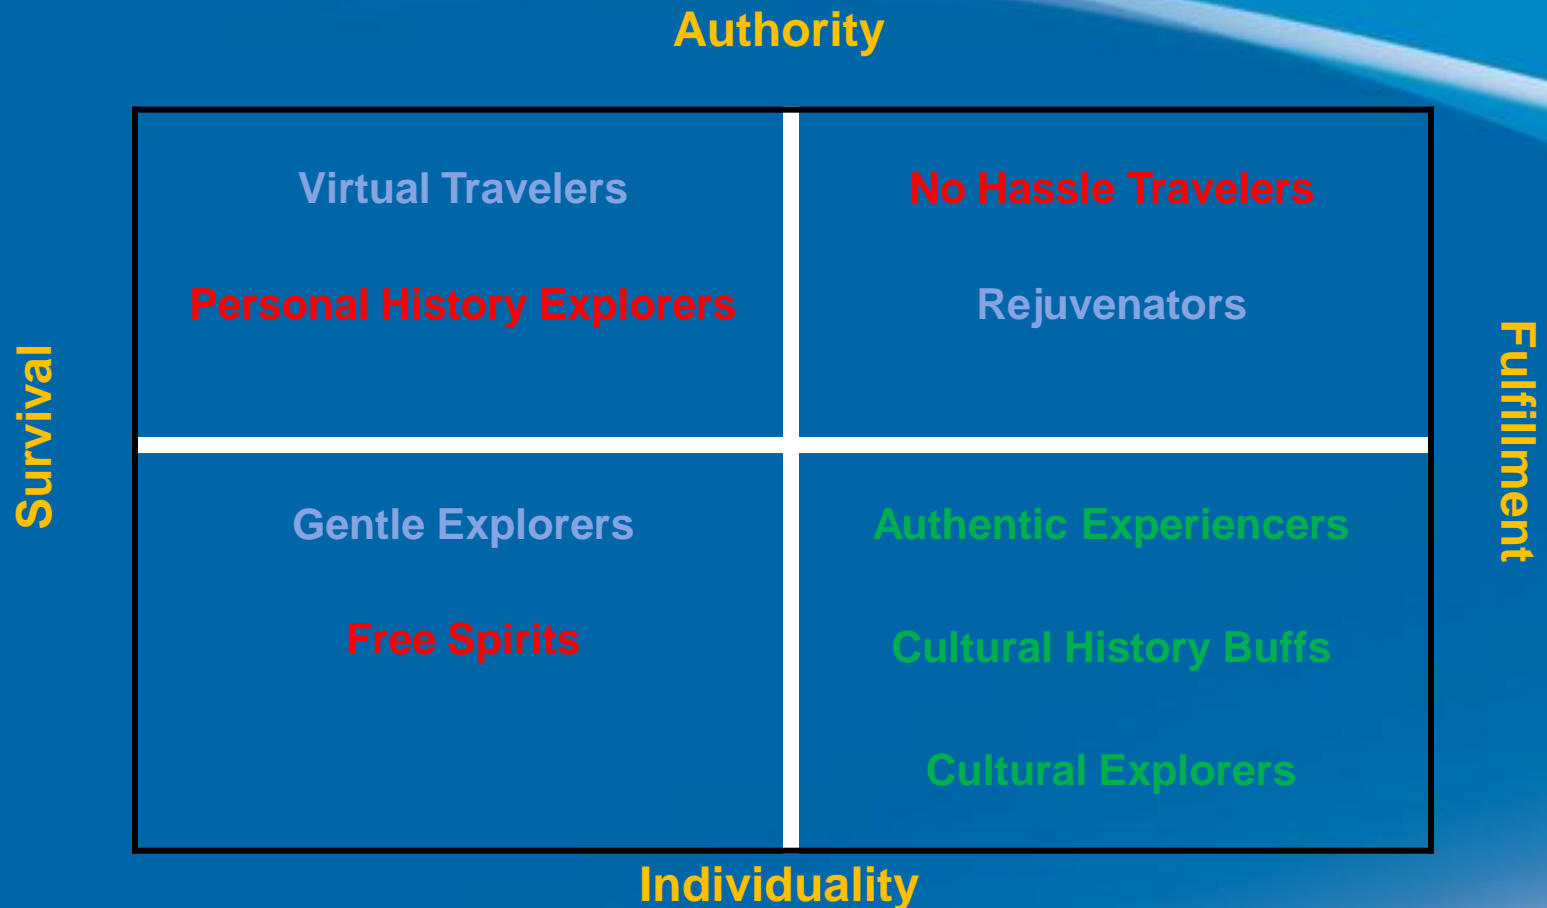 Authority
Virtual Travelers
No Hassle Travelers
Personal History Explorers
Rejuvenators
Survival
Fulfillment
Gentle Explorers
Authentic Experiencers
Free Spirits
Cultural History Buffs
Cultural Explorers
Individuality